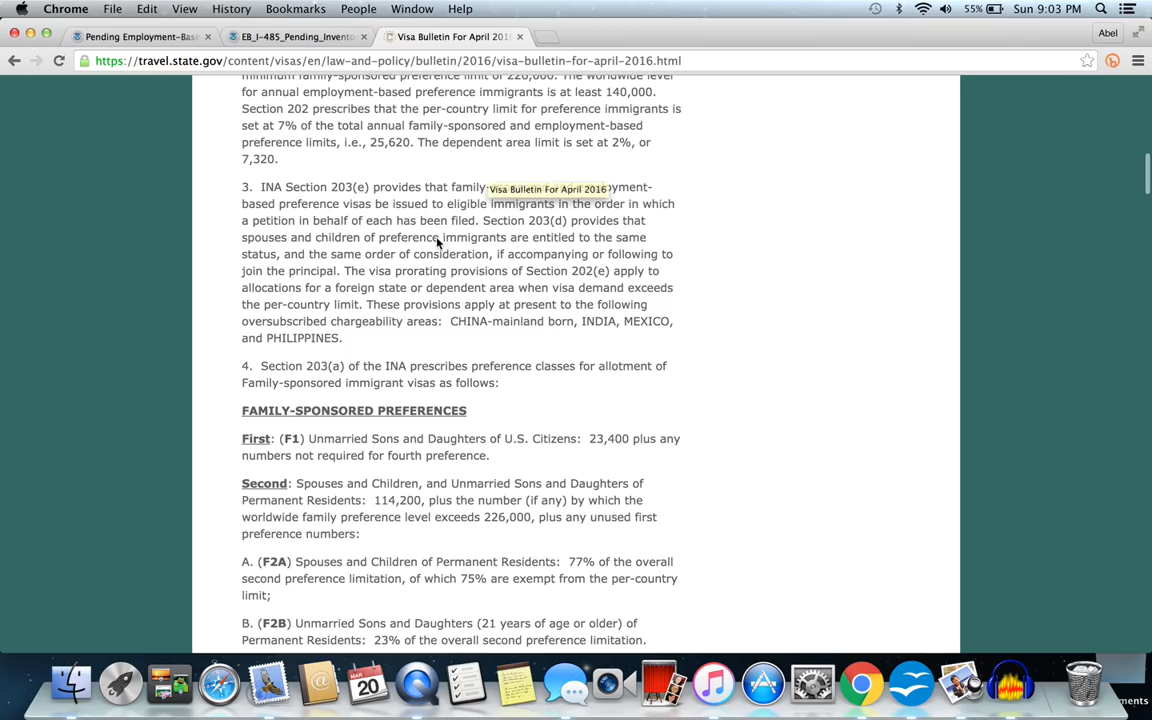 Chrome File Edit View History Bookmarks People Window Help 55% Sun 9:03 PM
Pending Employment-Base × EB_I-485_Pending_Invento × Visa Bulletin For April 201 × Abel
https://travel.state.gov/content/visas/en/law-and-policy/bulletin/2016/visa-bulletin-for-april-2016.html
minimum family-sponsored preference limit of 226,000. The worldwide level
for annual employment-based preference immigrants is at least 140,000.
Section 202 prescribes that the per-country limit for preference immigrants is
set at 7% of the total annual family-sponsored and employment-based
preference limits, i.e., 25,620. The dependent area limit is set at 2%, or
7,320.
3. INA Section 203(e) provides that family- yment-
Visa Bulletin For April 2016
based preference visas be issued to eligible immigrants in the order in which
a petition in behalf of each has been filed. Section 203(d) provides that
spouses and children of preference immigrants are entitled to the same
status, and the same order of consideration, if accompanying or following to
join the principal. The visa prorating provisions of Section 202(e) apply to
allocations for a foreign state or dependent area when visa demand exceeds
the per-country limit. These provisions apply at present to the following
oversubscribed chargeability areas: CHINA-mainland born, INDIA, MEXICO,
and PHILIPPINES.
4. Section 203(a) of the INA prescribes preference classes for allotment of
Family-sponsored immigrant visas as follows:
FAMILY-SPONSORED PREFERENCES
First: (F1) Unmarried Sons and Daughters of U.S. Citizens: 23,400 plus any
numbers not required for fourth preference.
Second: Spouses and Children, and Unmarried Sons and Daughters of
Permanent Residents: 114,200, plus the number (if any) by which the
worldwide family preference level exceeds 226,000, plus any unused first
preference numbers:
A. (F2A) Spouses and Children of Permanent Residents: 77% of the overall
second preference limitation, of which 75% are exempt from the per-country
limit;
B. (F2B) Unmarried Sons and Daughters (21 years of age or older) of
Permanent Residents: 23% of the overall second preference limitation.
MAR
20
ments